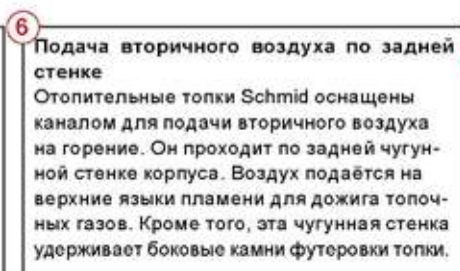 6
Подача вторичного воздуха по задней
стенке
Отопительные топки Schmid оснащены
каналом для подачи вторичного воздуха
на горение. Он проходит по задней чугун-
ной стенке корпуса. Воздух подаётся на
верхние языки пламени для дожига топоч-
ных газов. Кроме того, эта чугунная стенка
удерживает боковые камни футеровки топки.